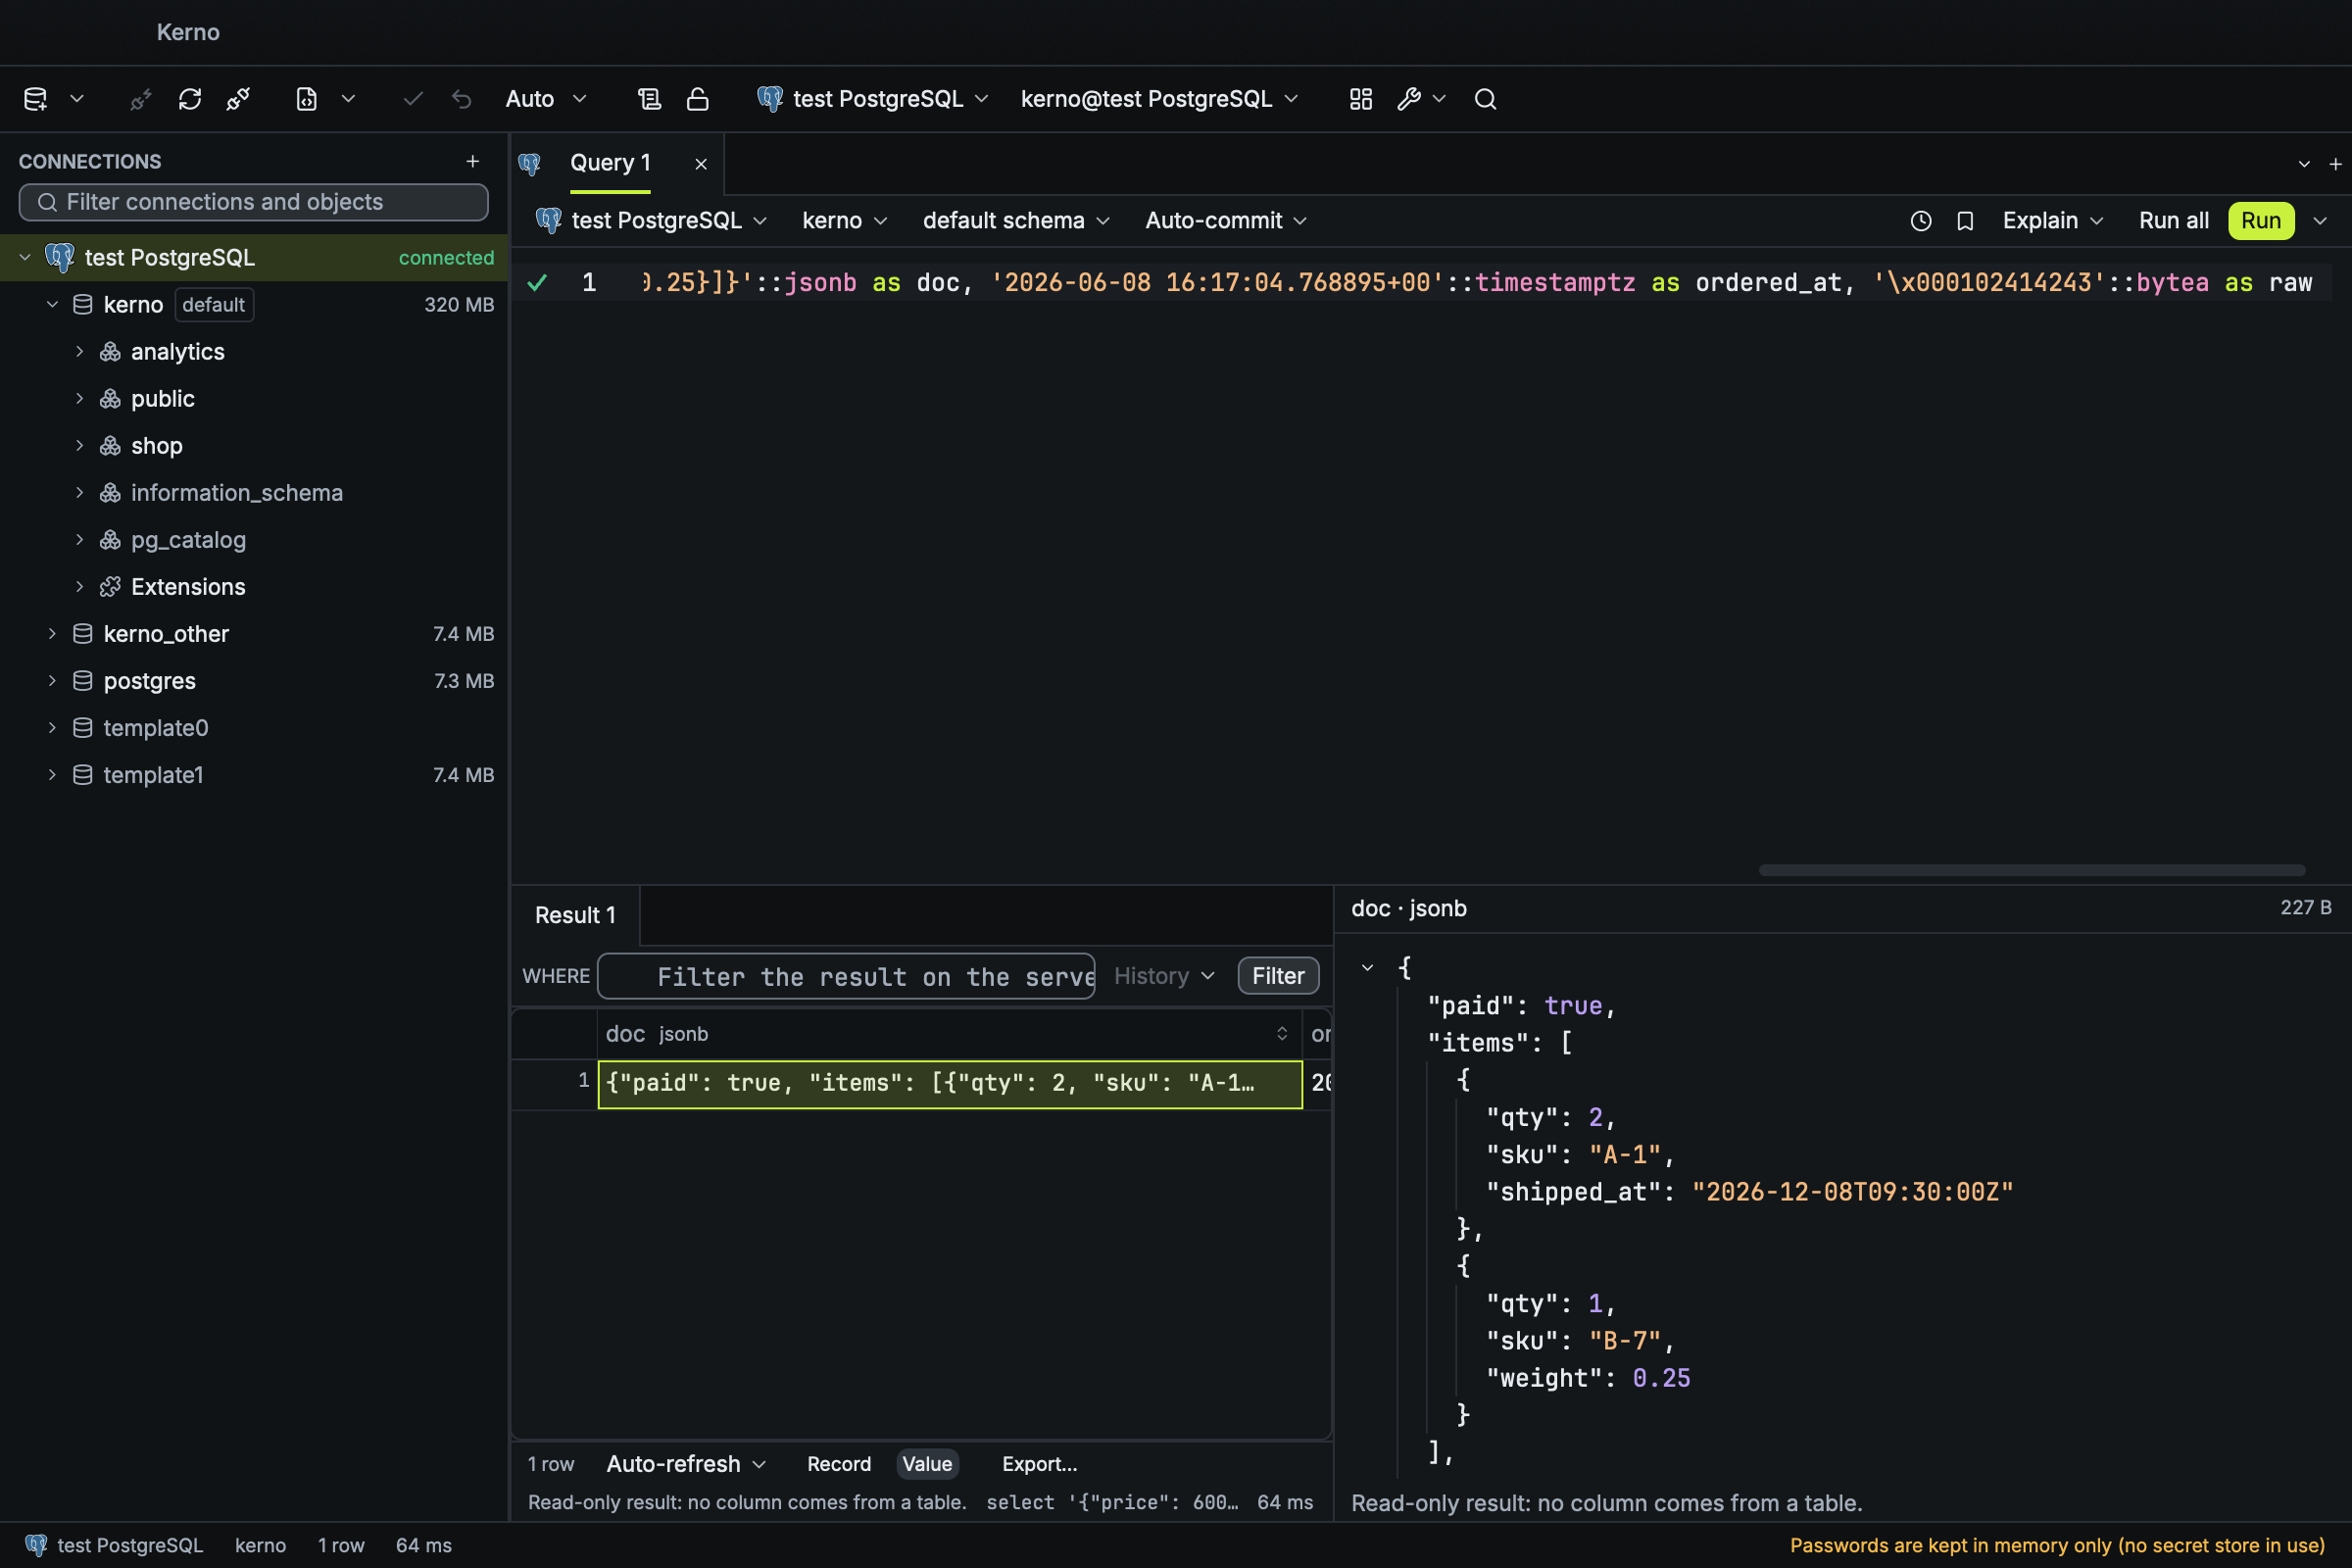 Kerno
Auto
test PostgreSQL
kerno@test PostgreSQL
CONNECTIONS
Filter connections and objects
test PostgreSQL connected
kerno default 320 MB
analytics
public
shop
information_schema
pg_catalog
Extensions
kerno_other 7.4 MB
postgres 7.3 MB
template0
template1 7.4 MB
Query 1
test PostgreSQL kerno default schema Auto-commit Explain Run all Run
1 0.25}]}'::jsonb as doc, '2026-06-08 16:17:04.768895+00'::timestamptz as ordered_at, '\x000102414243'::bytea as raw
Result 1
WHERE Filter the result on the serve History Filter
doc jsonb or
1 {"paid": true, "items": [{"qty": 2, "sku": "A-1… 20
1 row Auto-refresh Record Value Export…
Read-only result: no column comes from a table. select '{"price": 600… 64 ms
doc · jsonb 227 B
{
"paid": true,
"items": [
{
"qty": 2,
"sku": "A-1",
"shipped_at": "2026-12-08T09:30:00Z"
},
{
"qty": 1,
"sku": "B-7",
"weight": 0.25
}
],
Read-only result: no column comes from a table.
test PostgreSQL kerno 1 row 64 ms
Passwords are kept in memory only (no secret store in use)